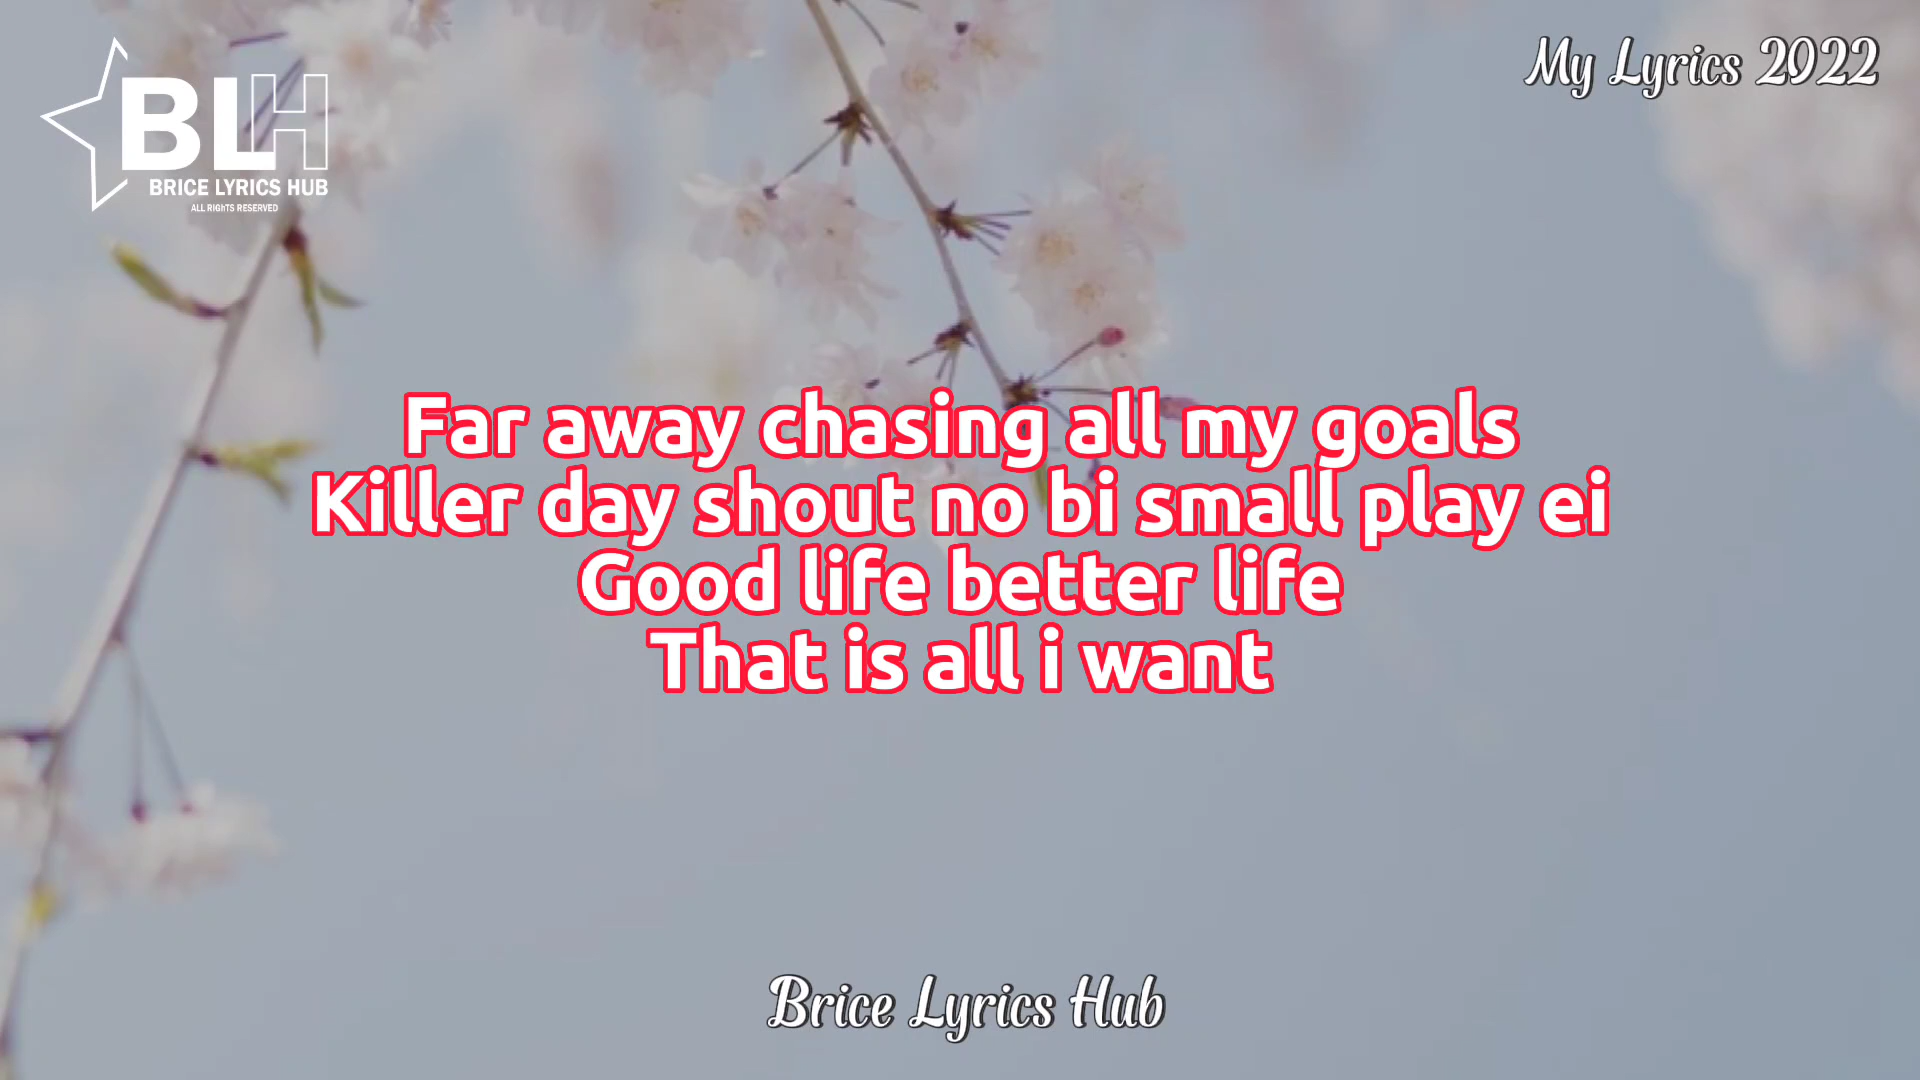 BLH
BRICE LYRICS HUB
ALL RIGHTS RESERVED
My Lyrics 2022
Far away chasing all my goals
Killer day shout no bi small play ei
Good life better life
That is all i want
Brice Lyrics Hub